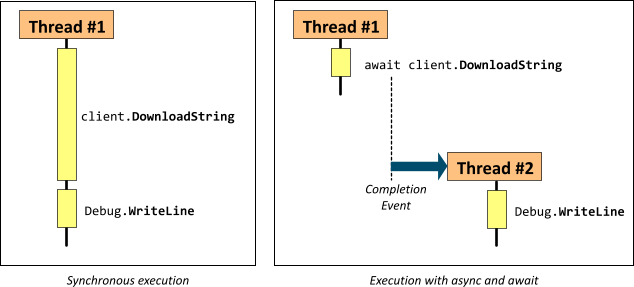 Thread #1
client.DownloadString
Debug.WriteLine
Synchronous execution
Thread #1
await client.DownloadString
Completion
Event
Thread #2
Debug.WriteLine
Execution with async and await